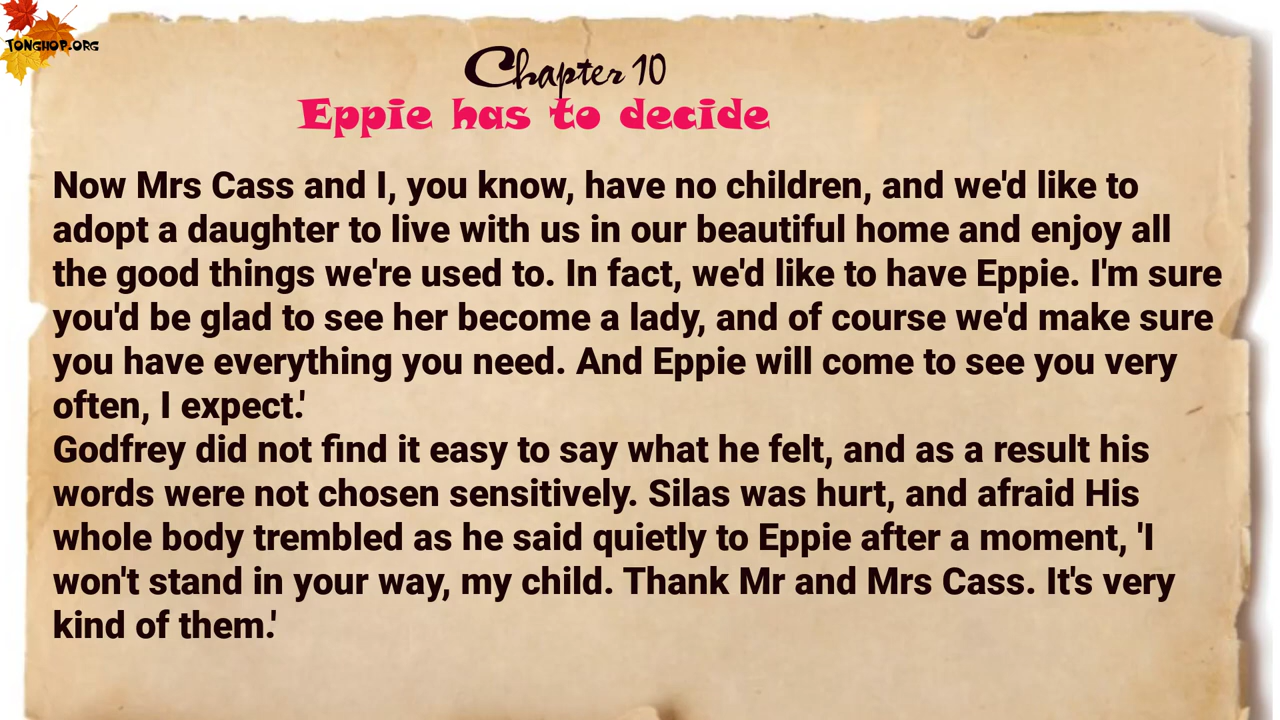 TONGHOP.ORG
Chapter 10
Eppie has to decide
Now Mrs Cass and I, you know, have no children, and we'd like to
adopt a daughter to live with us in our beautiful home and enjoy all
the good things we're used to. In fact, we'd like to have Eppie. I'm sure
you'd be glad to see her become a lady, and of course we'd make sure
you have everything you need. And Eppie will come to see you very
often, I expect.'
Godfrey did not find it easy to say what he felt, and as a result his
words were not chosen sensitively. Silas was hurt, and afraid His
whole body trembled as he said quietly to Eppie after a moment, 'I
won't stand in your way, my child. Thank Mr and Mrs Cass. It's very
kind of them.'